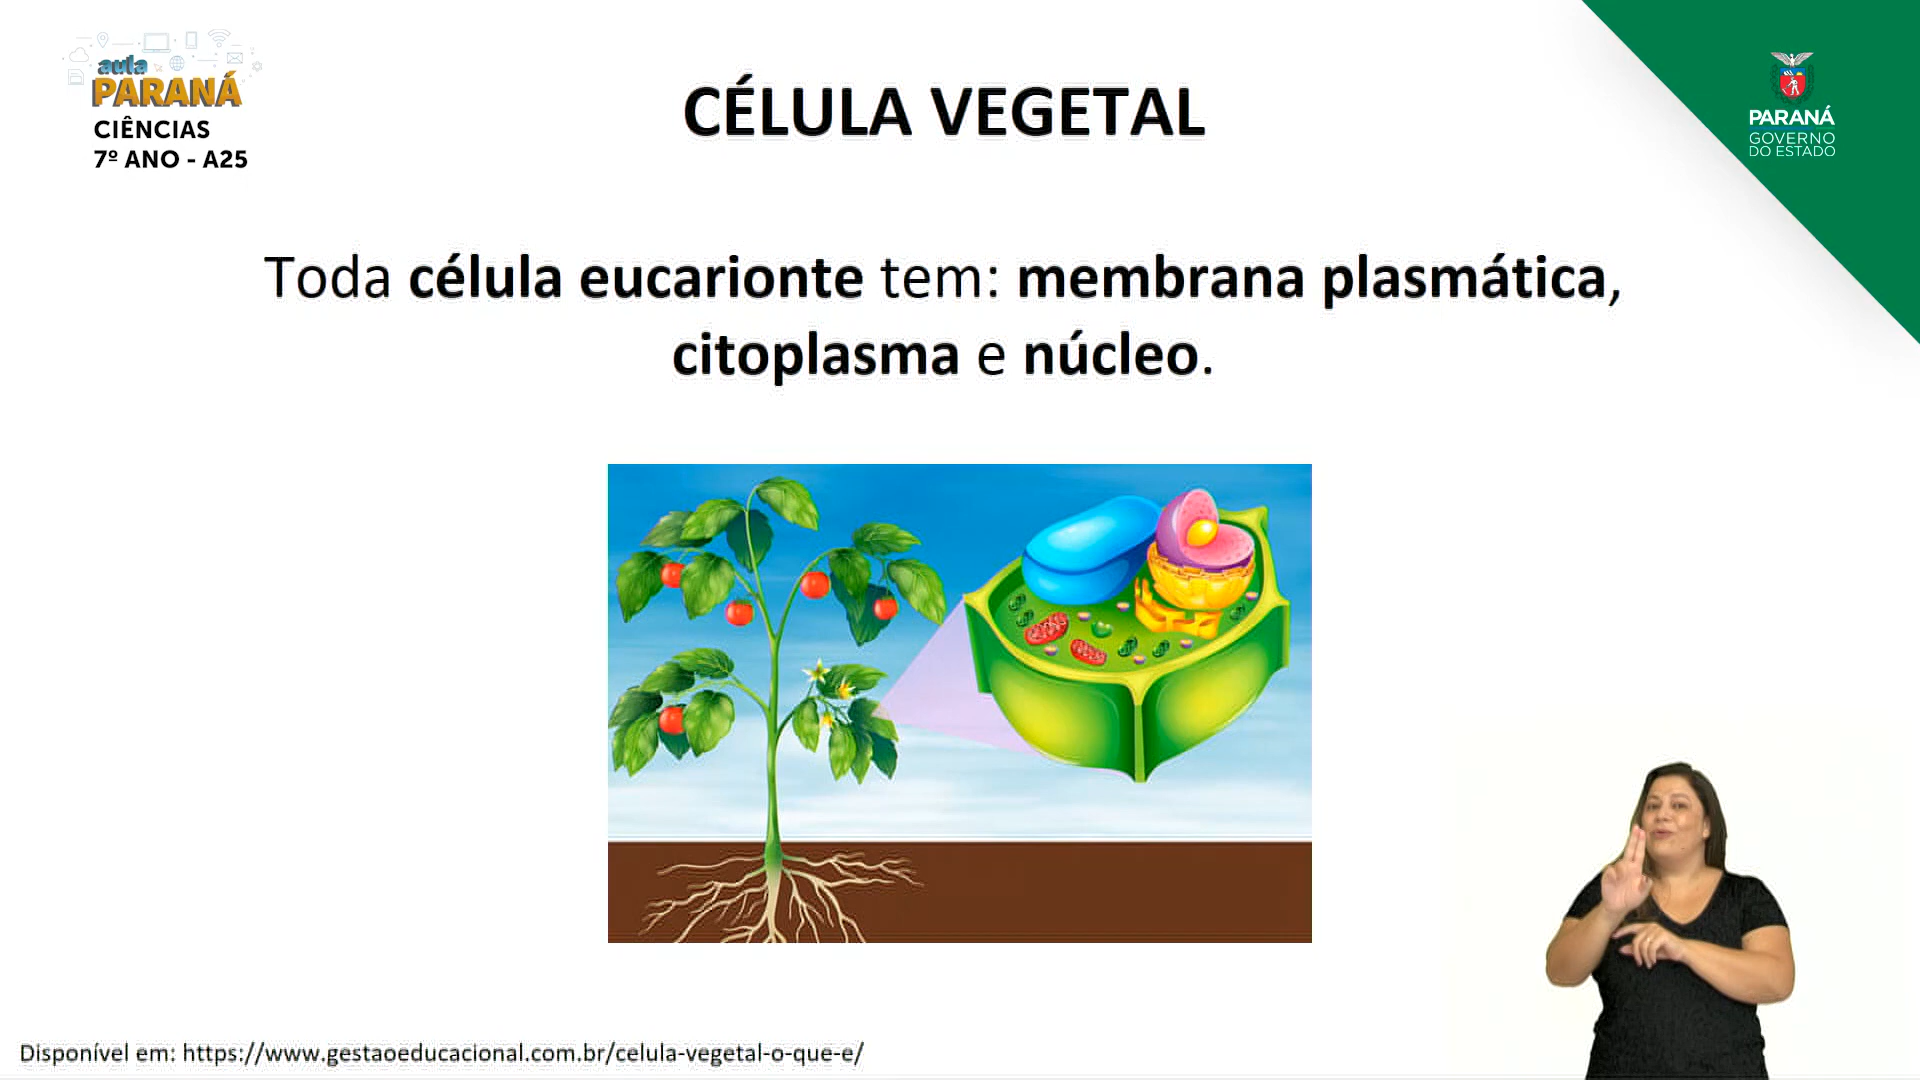 aula
PARANÁ
CIÊNCIAS
7º ANO - A25
CÉLULA VEGETAL
PARANÁ
GOVERNO
DO ESTADO
Toda célula eucarionte tem: membrana plasmática,
citoplasma e núcleo.
Disponível em: https://www.gestaoeducacional.com.br/celula-vegetal-o-que-e/